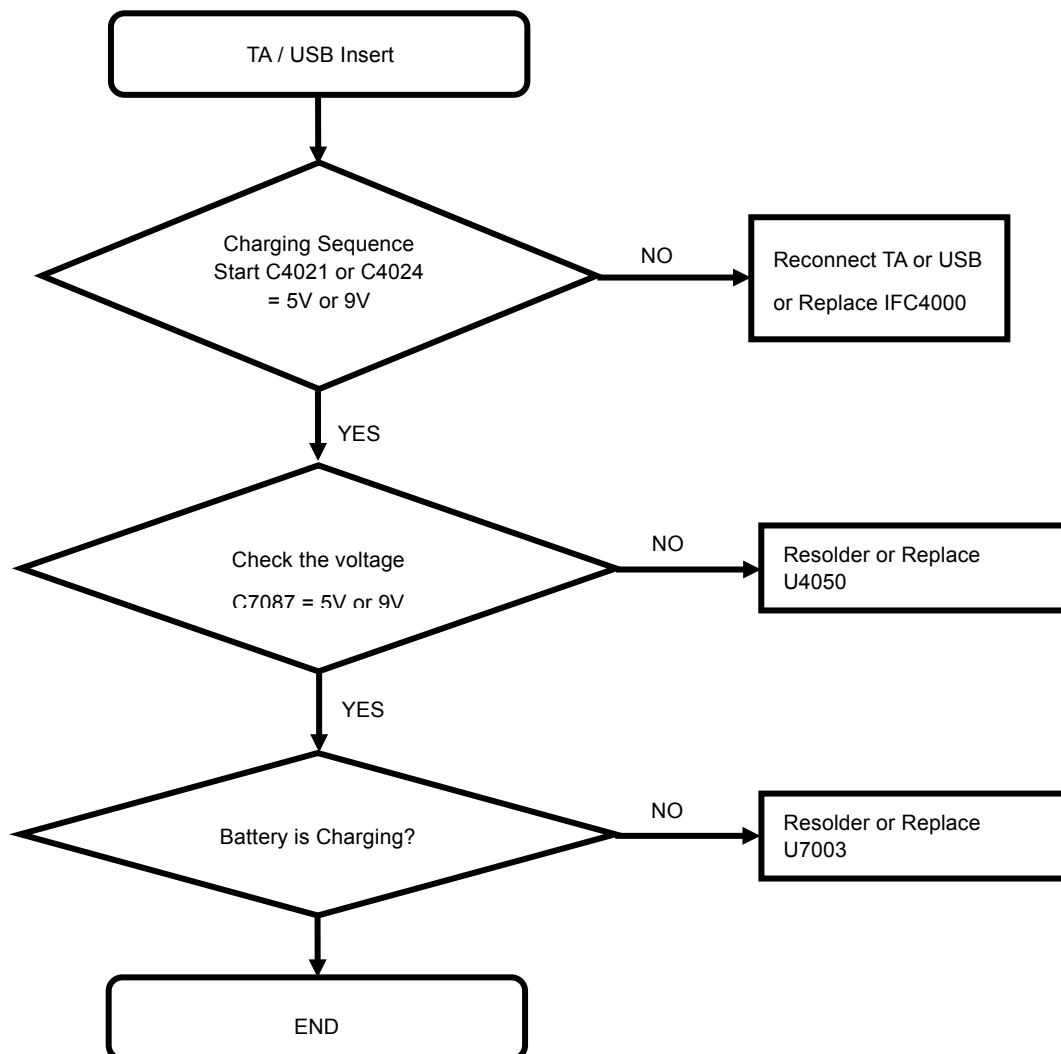 TA / USB Insert
Charging Sequence
Start C4021 or C4024
= 5V or 9V
NO
Reconnect TA or USB
or Replace IFC4000
YES
Check the voltage
C7087 = 5V or 9V
NO
Resolder or Replace
U4050
YES
Battery is Charging?
NO
Resolder or Replace
U7003
END